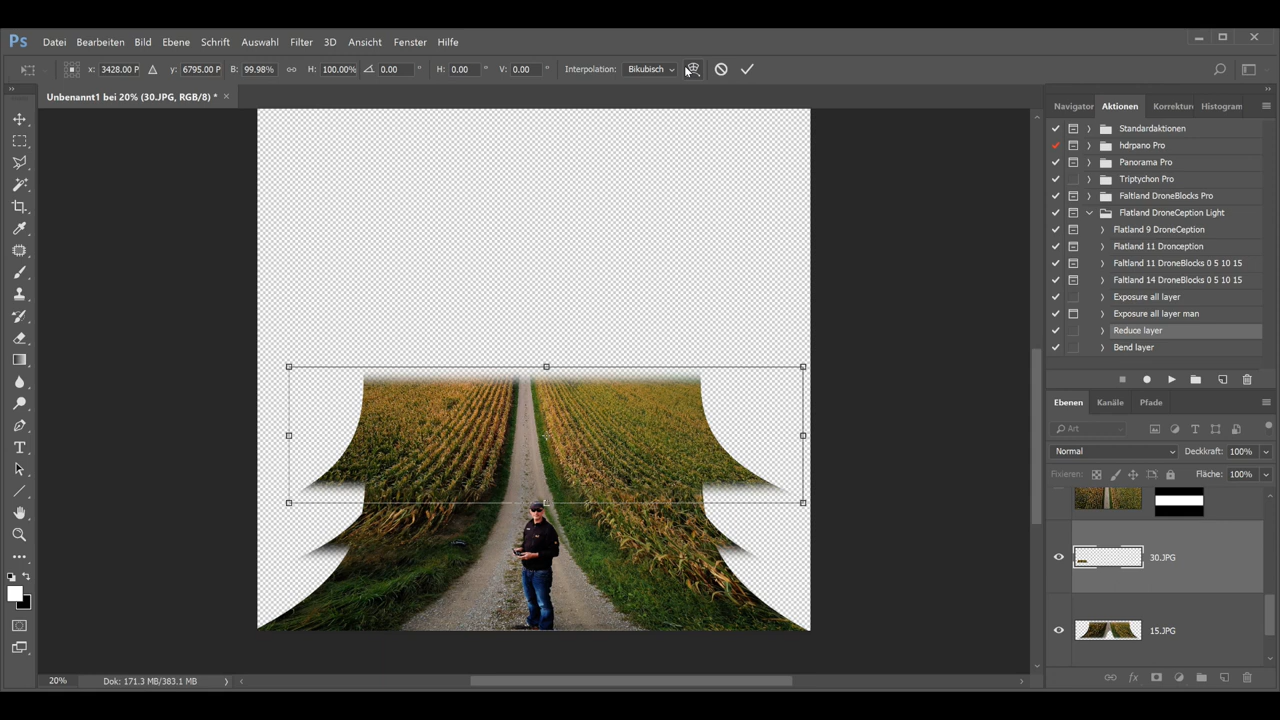 Ps Datei Bearbeiten Bild Ebene Schrift Auswahl Filter 3D Ansicht Fenster Hilfe
x: 3428.00 P y: 6795.00 P B: 99.98% H: 100.00% 0.00 ° H: 0.00 ° V: 0.00 ° Interpolation: Bikubisch
Unbenannt1 bei 20% (30.JPG, RGB/8) * ×
Navigator Aktionen Korrektur Histogram
Standardaktionen
hdrpano Pro
Panorama Pro
Triptychon Pro
Faltland DroneBlocks Pro
Flatland DroneCeption Light
Flatland 9 DroneCeption
Flatland 11 Dronception
Faltland 11 DroneBlocks 0 5 10 15
Faltland 14 DroneBlocks 0 5 10 15
Exposure all layer
Exposure all layer man
Reduce layer
Bend layer
Ebenen Kanäle Pfade
Art
Normal Deckkraft: 100%
Fixieren: Fläche: 100%
30.JPG
15.JPG
20% Dok: 171.3 MB/383.1 MB
fx